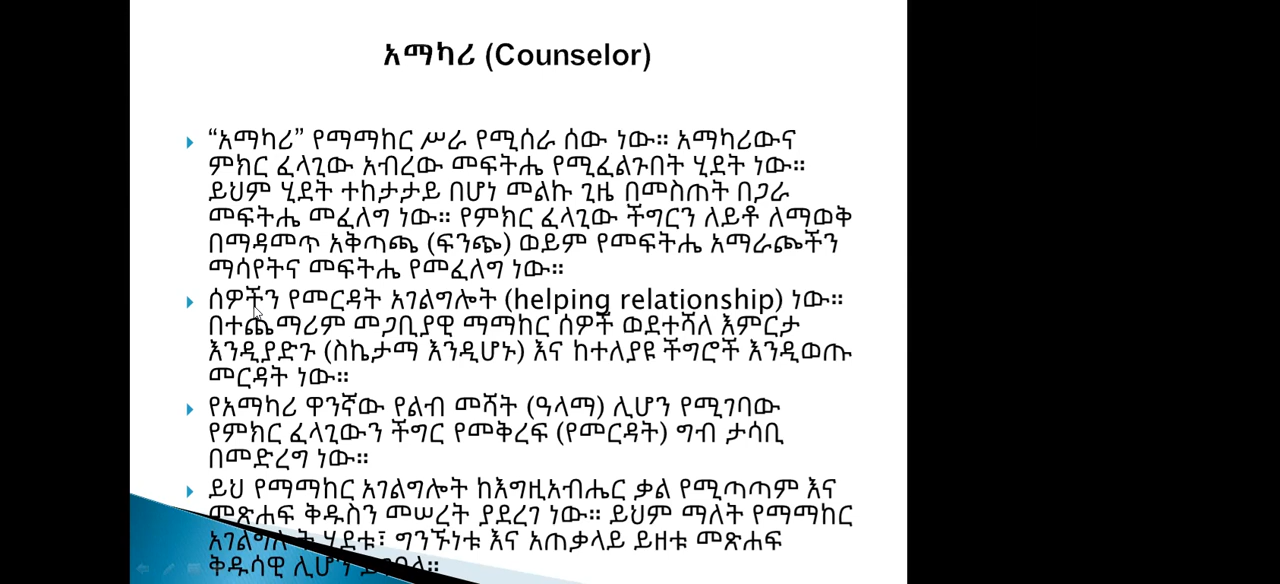 አማካሪ (Counselor)
“አማካሪ” የማማከር ሥራ የሚሰራ ሰው ነው። አማካሪውና
ምክር ፈላጊው አብረው መፍትሔ የሚፈልጉበት ሂደት ነው።
ይህም ሂደት ተከታታይ በሆነ መልኩ ጊዜ በመስጠት በጋራ
መፍትሔ መፈለግ ነው። የምክር ፈላጊው ችግርን ለይቶ ለማወቅ
በማዳመጥ አቅጣጫ (ፍንጭ) ወይም የመፍትሔ አማራጮችን
ማሳየትና መፍትሔ የመፈለግ ነው።
ሰዎችን የመርዳት አገልግሎት (helping relationship) ነው።
በተጨማሪም መጋቢያዊ ማማከር ሰዎች ወደተሻለ እምርታ
እንዲያድጉ (ስኬታማ እንዲሆኑ) እና ከተለያዩ ችግሮች እንዲወጡ
መርዳት ነው።
የአማካሪ ዋንኛው የልብ መሻት (ዓላማ) ሊሆን የሚገባው
የምክር ፈላጊውን ችግር የመቅረፍ (የመርዳት) ግብ ታሳቢ
በመድረግ ነው።
ይህ የማማከር አገልግሎት ከእግዚአብሔር ቃል የሚጣጣም እና
መጽሐፍ ቅዱስን መሠረት ያደረገ ነው። ይህም ማለት የማማከር
አገልግሎት ሂደቱ፣ ግንኙነቱ እና አጠቃላይ ይዘቱ መጽሐፍ
ቅዱሳዊ ሊሆን ይገባል።